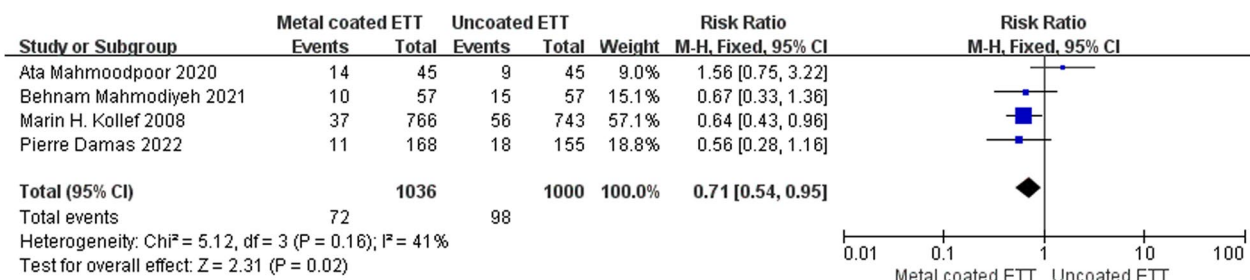 Metal coated ETT Uncoated ETT Risk Ratio Risk Ratio
Study or Subgroup Events Total Events Total Weight M-H, Fixed, 95% CI M-H, Fixed, 95% CI
Ata Mahmoodpoor 2020 14 45 9 45 9.0% 1.56 [0.75, 3.22]
Behnam Mahmodiyeh 2021 10 57 15 57 15.1% 0.67 [0.33, 1.36]
Marin H. Kollef 2008 37 766 56 743 57.1% 0.64 [0.43, 0.96]
Pierre Damas 2022 11 168 18 155 18.8% 0.56 [0.28, 1.16]
Total (95% CI) 1036 1000 100.0% 0.71 [0.54, 0.95]
Total events 72 98
Heterogeneity: Chi² = 5.12, df = 3 (P = 0.16); I² = 41%
Test for overall effect: Z = 2.31 (P = 0.02)
0.01 0.1 1 10 100
Metal coated ETT Uncoated ETT